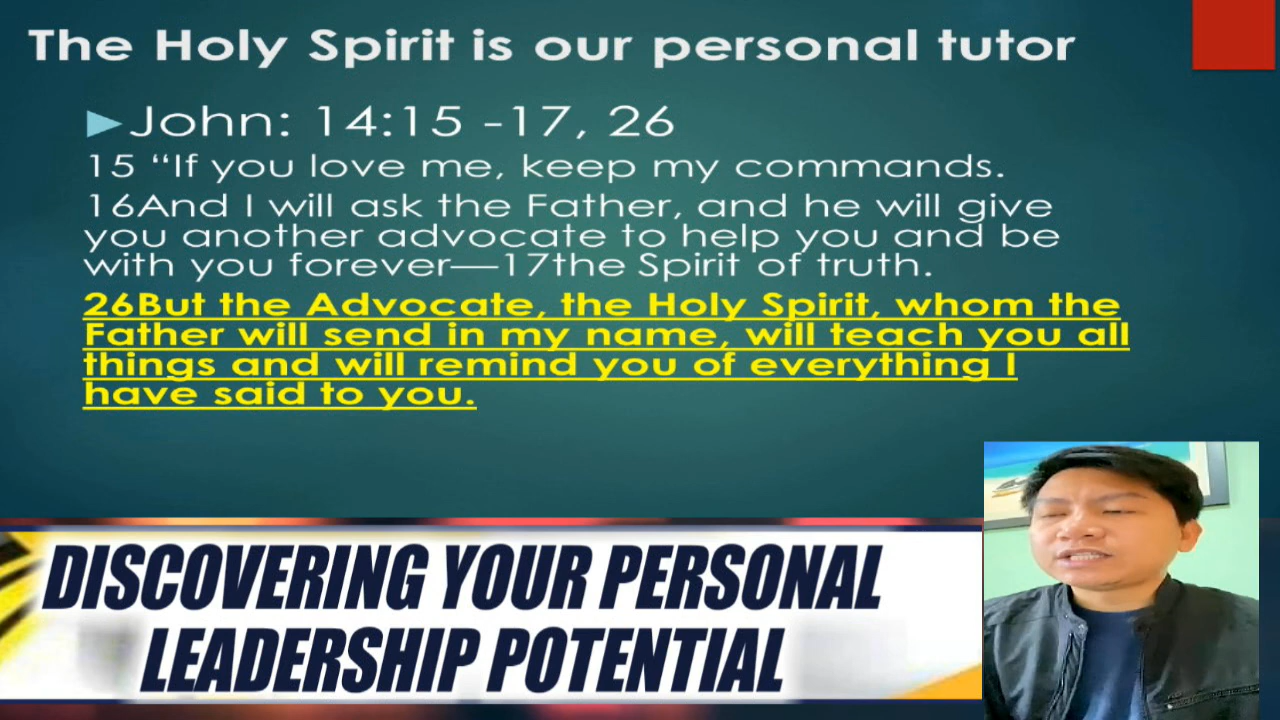 The Holy Spirit is our personal tutor
John: 14:15 -17, 26
15 “If you love me, keep my commands.
16And I will ask the Father, and he will give
you another advocate to help you and be
with you forever—17the Spirit of truth.
26But the Advocate, the Holy Spirit, whom the
Father will send in my name, will teach you all
things and will remind you of everything I
have said to you.
DISCOVERING YOUR PERSONAL
LEADERSHIP POTENTIAL